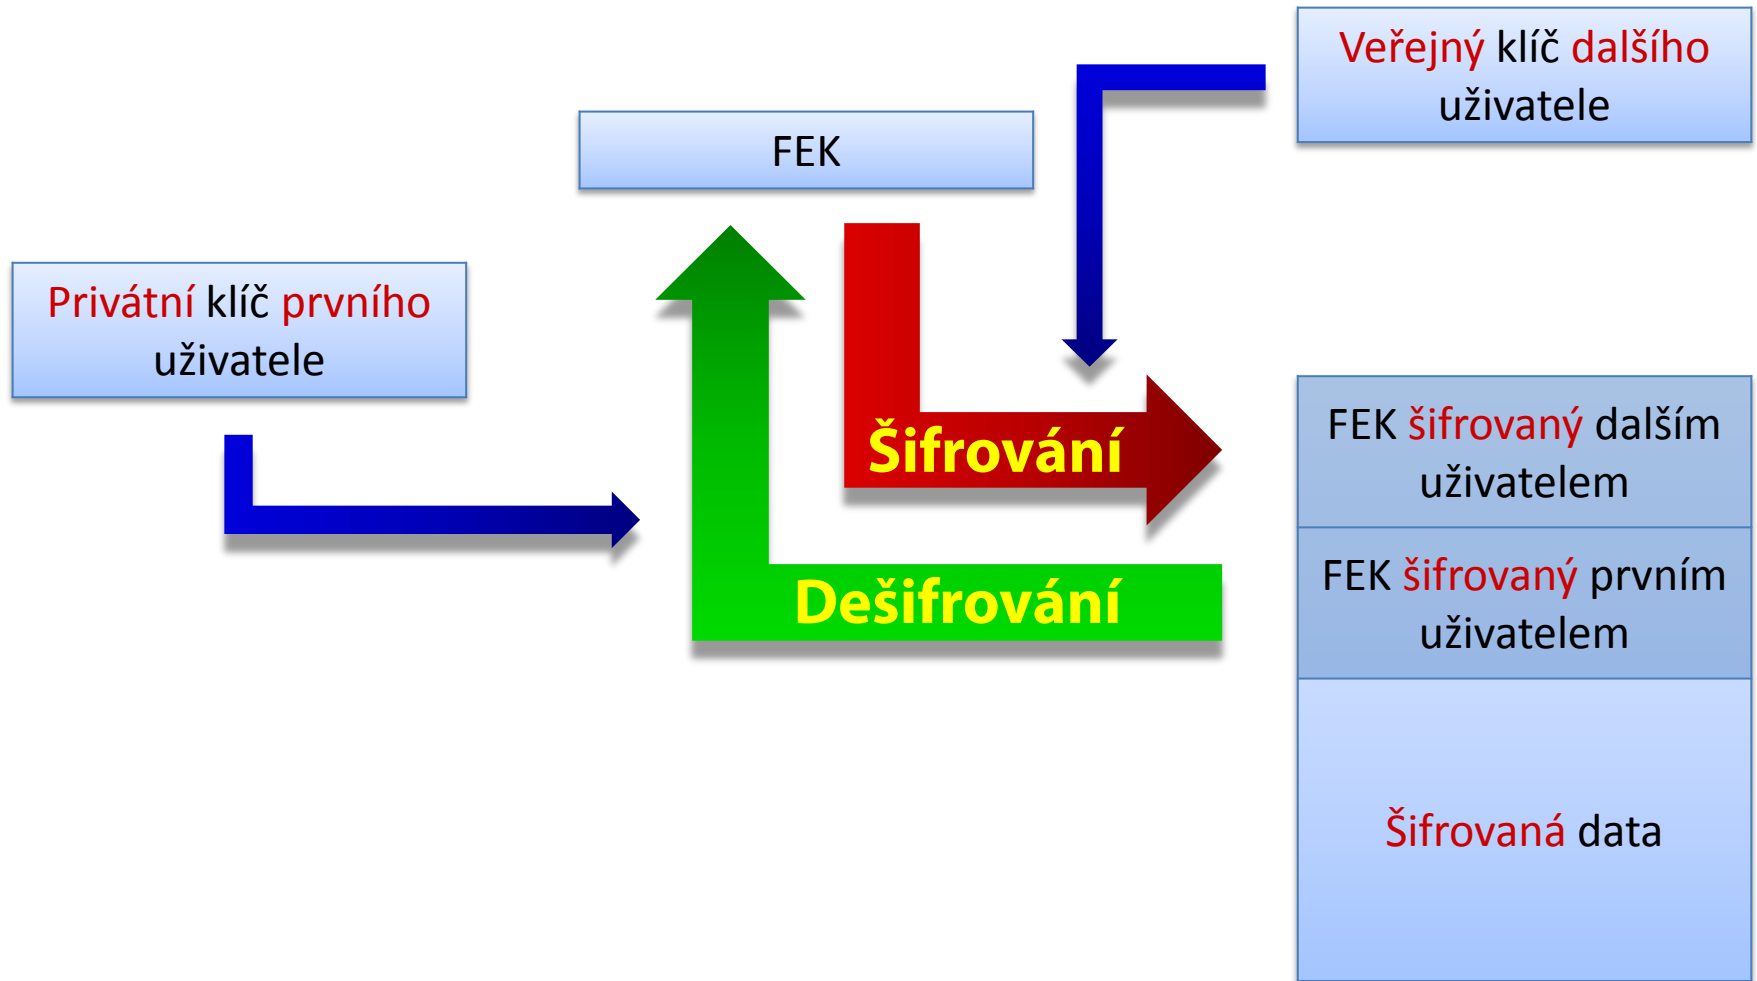 Veřejný klíč dalšího
uživatele
FEK
Privátní klíč prvního
uživatele
Šifrování
FEK šifrovaný dalším
uživatelem
Dešifrování
FEK šifrovaný prvním
uživatelem
Šifrovaná data